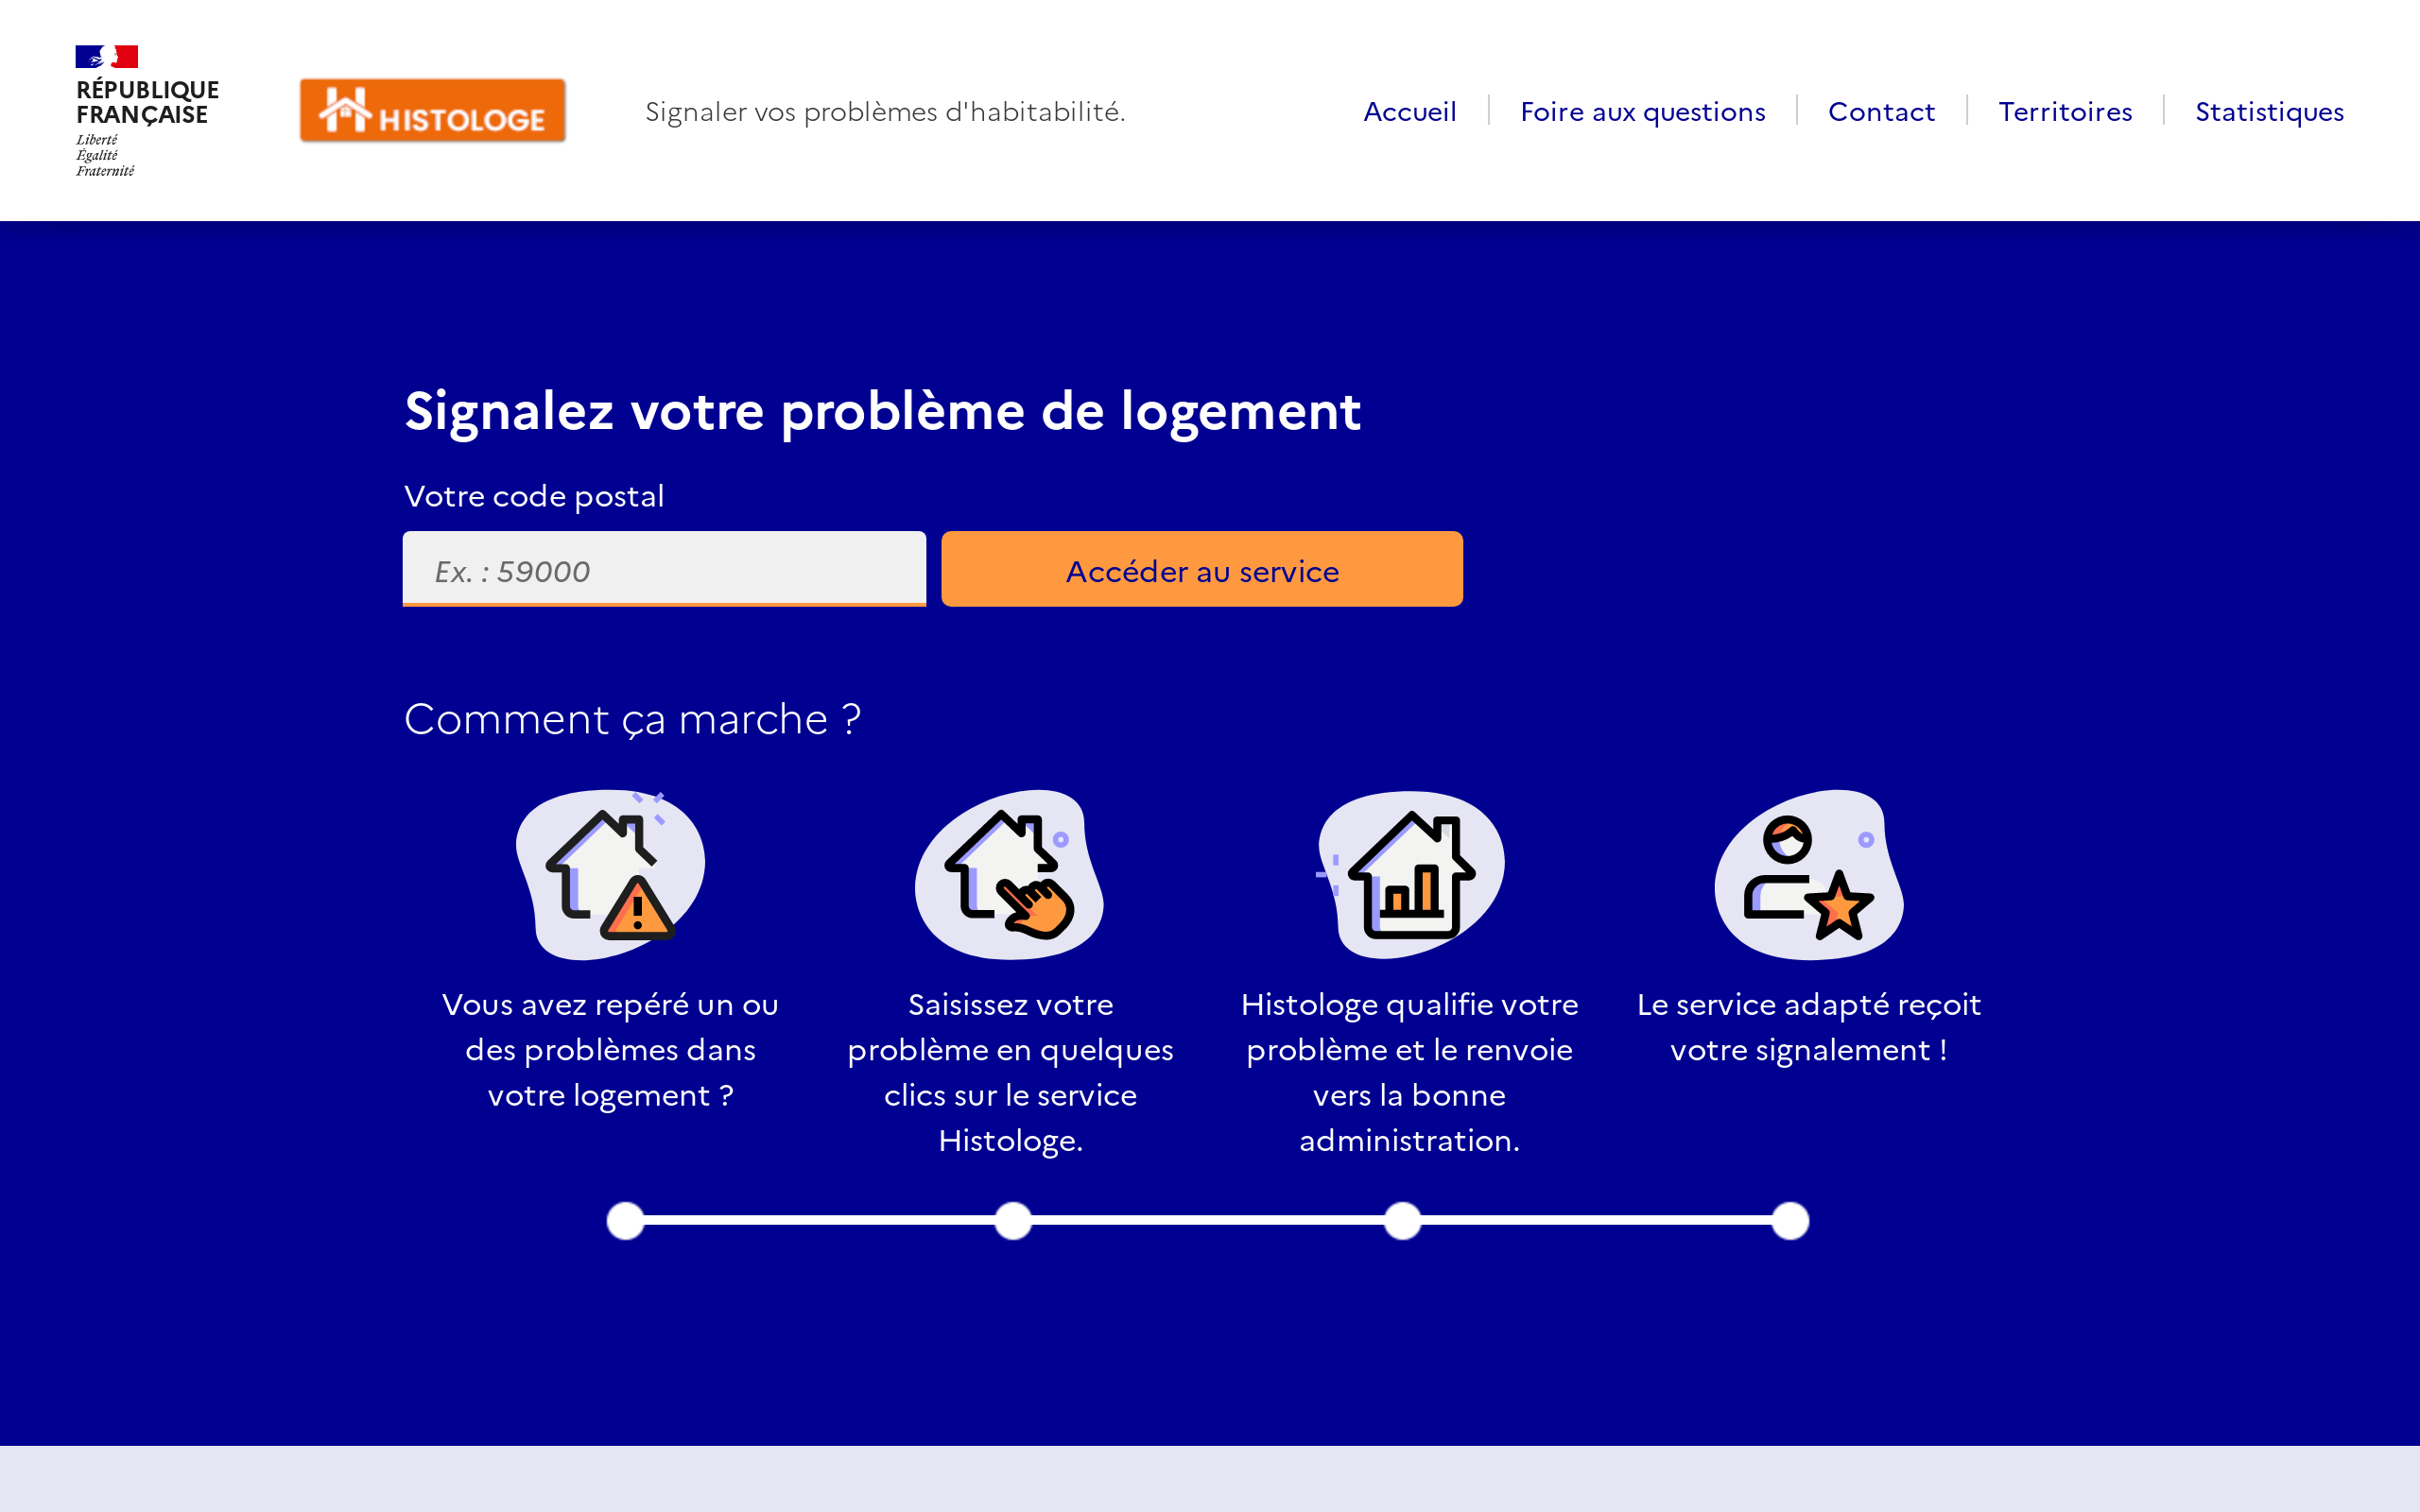 RÉPUBLIQUE
FRANÇAISE
Liberté
Égalité
Fraternité
HISTOLOGE
Signaler vos problèmes d'habitabilité.
Accueil
Foire aux questions
Contact
Territoires
Statistiques
Signalez votre problème de logement
Votre code postal
Ex. : 59000
Accéder au service
Comment ça marche ?
Vous avez repéré un ou
des problèmes dans
votre logement ?
Saisissez votre
problème en quelques
clics sur le service
Histologe.
Histologe qualifie votre
problème et le renvoie
vers la bonne
administration.
Le service adapté reçoit
votre signalement !